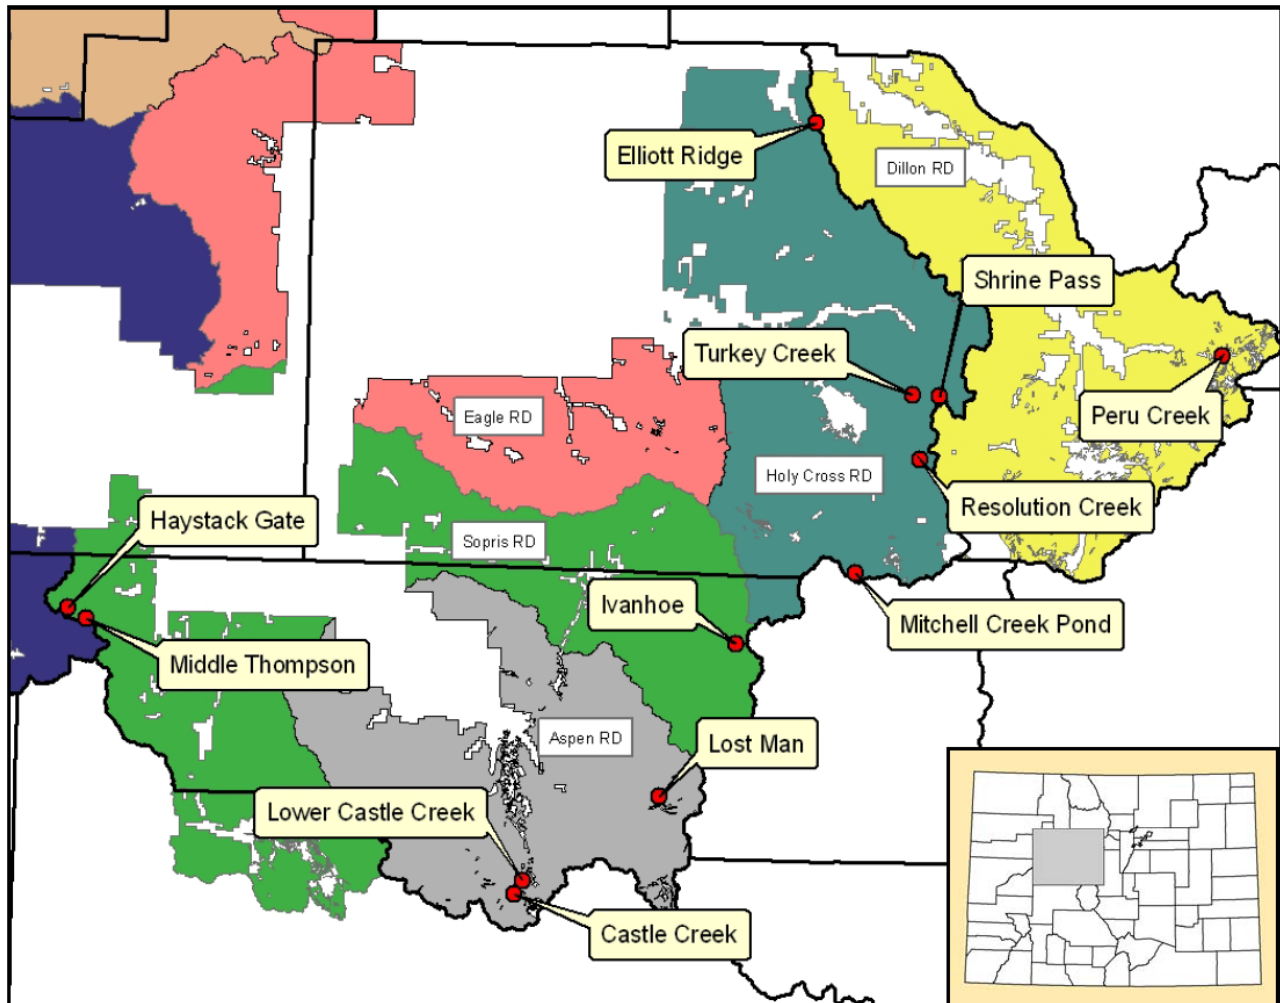 Elliott Ridge
Dillon RD
Shrine Pass
Turkey Creek
Peru Creek
Eagle RD
Holy Cross RD
Resolution Creek
Haystack Gate
Sopris RD
Ivanhoe
Mitchell Creek Pond
Middle Thompson
Aspen RD
Lost Man
Lower Castle Creek
Castle Creek